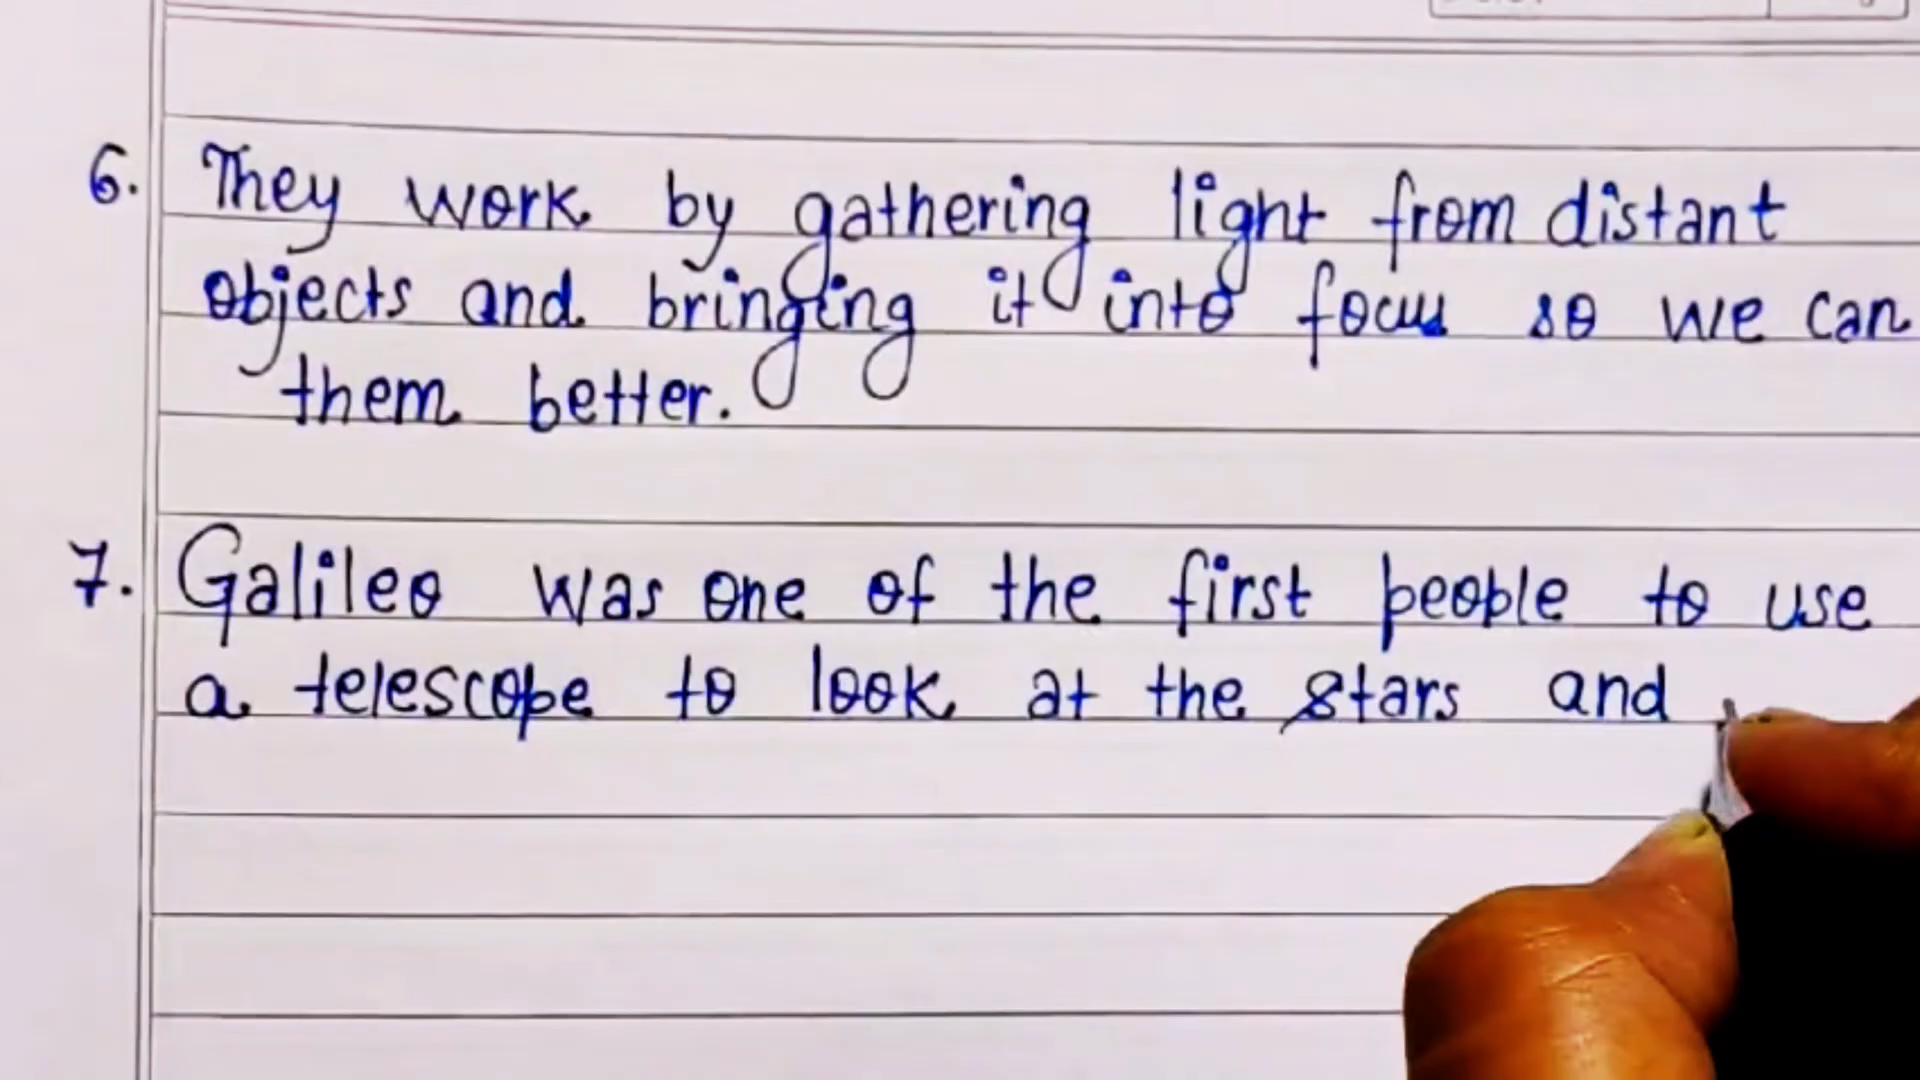 6. They work by gathering light from distant
objects and bringing it into focus so we can
them better.
7. Galileo was one of the first people to use
a telescope to look at the stars and